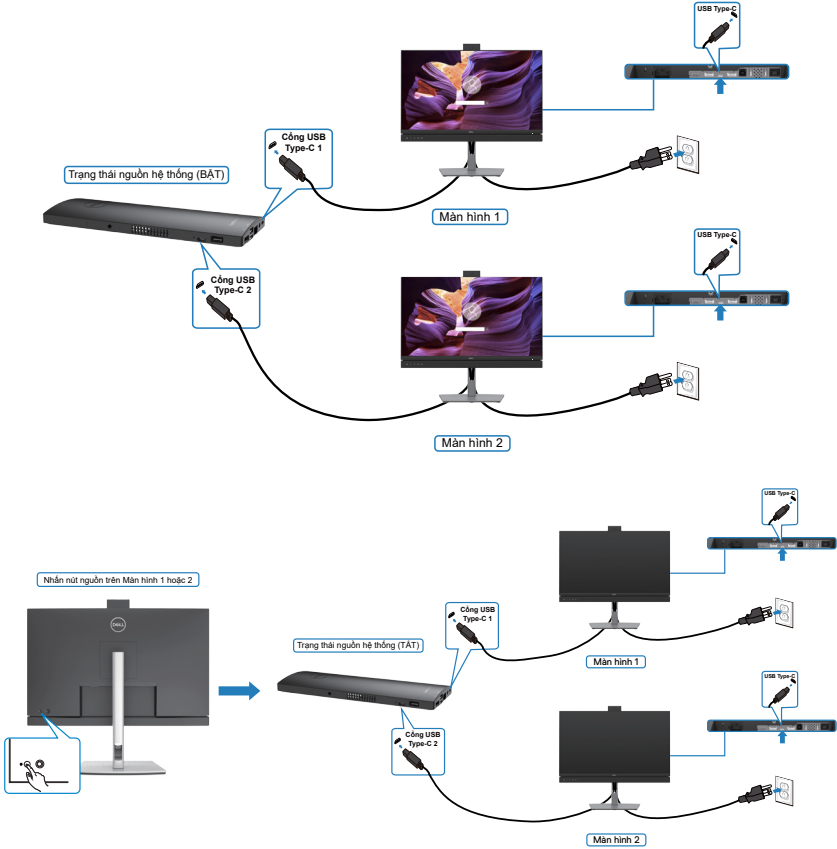 USB Type-C
Cổng USB
Type-C 1
Trạng thái nguồn hệ thống (BẬT)
Màn hình 1
USB Type-C
Cổng USB
Type-C 2
Màn hình 2
USB Type-C
Nhấn nút nguồn trên Màn hình 1 hoặc 2
Cổng USB
Type-C 1
DELL
Trạng thái nguồn hệ thống (TẮT)
Màn hình 1
USB Type-C
Cổng USB
Type-C 2
Màn hình 2